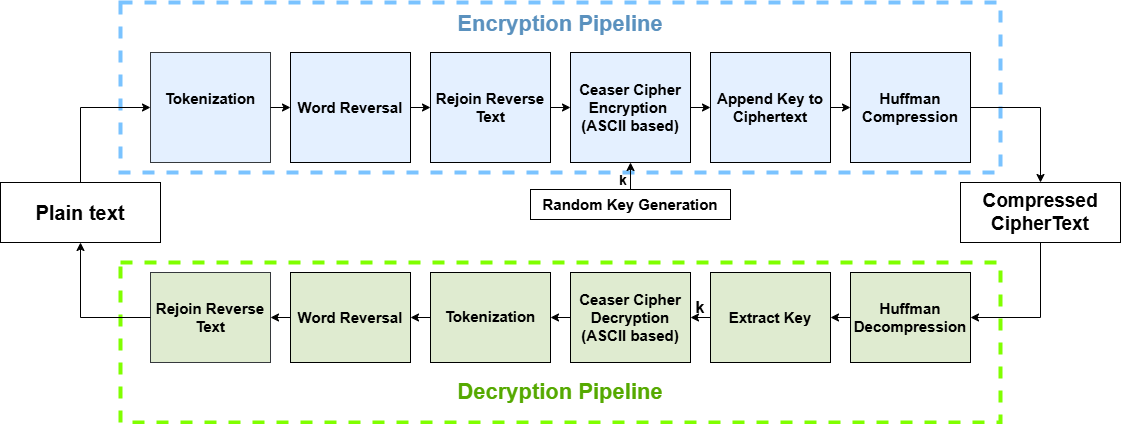 Encryption Pipeline
Tokenization
Word Reversal
Rejoin Reverse
Text
Ceaser Cipher
Encryption
(ASCII based)
Append Key to
Ciphertext
Huffman
Compression
k
Random Key Generation
Plain text
Compressed
CipherText
Rejoin Reverse
Text
Word Reversal
Tokenization
Ceaser Cipher
Decryption
(ASCII based)
k
Extract Key
Huffman
Decompression
Decryption Pipeline